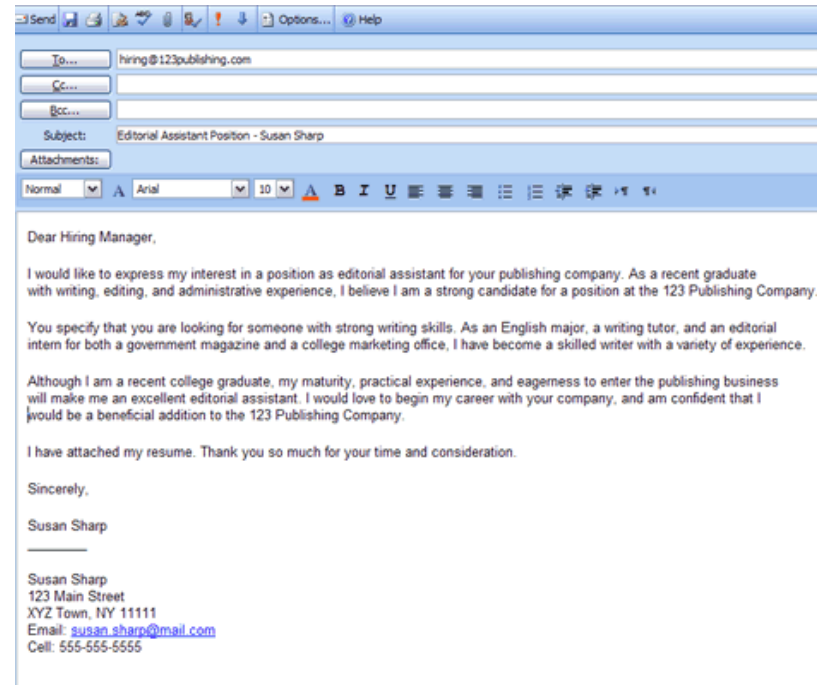 Send Options... Help
To... hiring@123publishing.com
Cc...
Bcc...
Subject: Editorial Assistant Position - Susan Sharp
Attachments:
Normal A Arial 10 A B I U
Dear Hiring Manager,
I would like to express my interest in a position as editorial assistant for your publishing company. As a recent graduate
with writing, editing, and administrative experience, I believe I am a strong candidate for a position at the 123 Publishing Company.
You specify that you are looking for someone with strong writing skills. As an English major, a writing tutor, and an editorial
intern for both a government magazine and a college marketing office, I have become a skilled writer with a variety of experience.
Although I am a recent college graduate, my maturity, practical experience, and eagerness to enter the publishing business
will make me an excellent editorial assistant. I would love to begin my career with your company, and am confident that I
would be a beneficial addition to the 123 Publishing Company.
I have attached my resume. Thank you so much for your time and consideration.
Sincerely,
Susan Sharp
Susan Sharp
123 Main Street
XYZ Town, NY 11111
Email: susan.sharp@mail.com
Cell: 555-555-5555